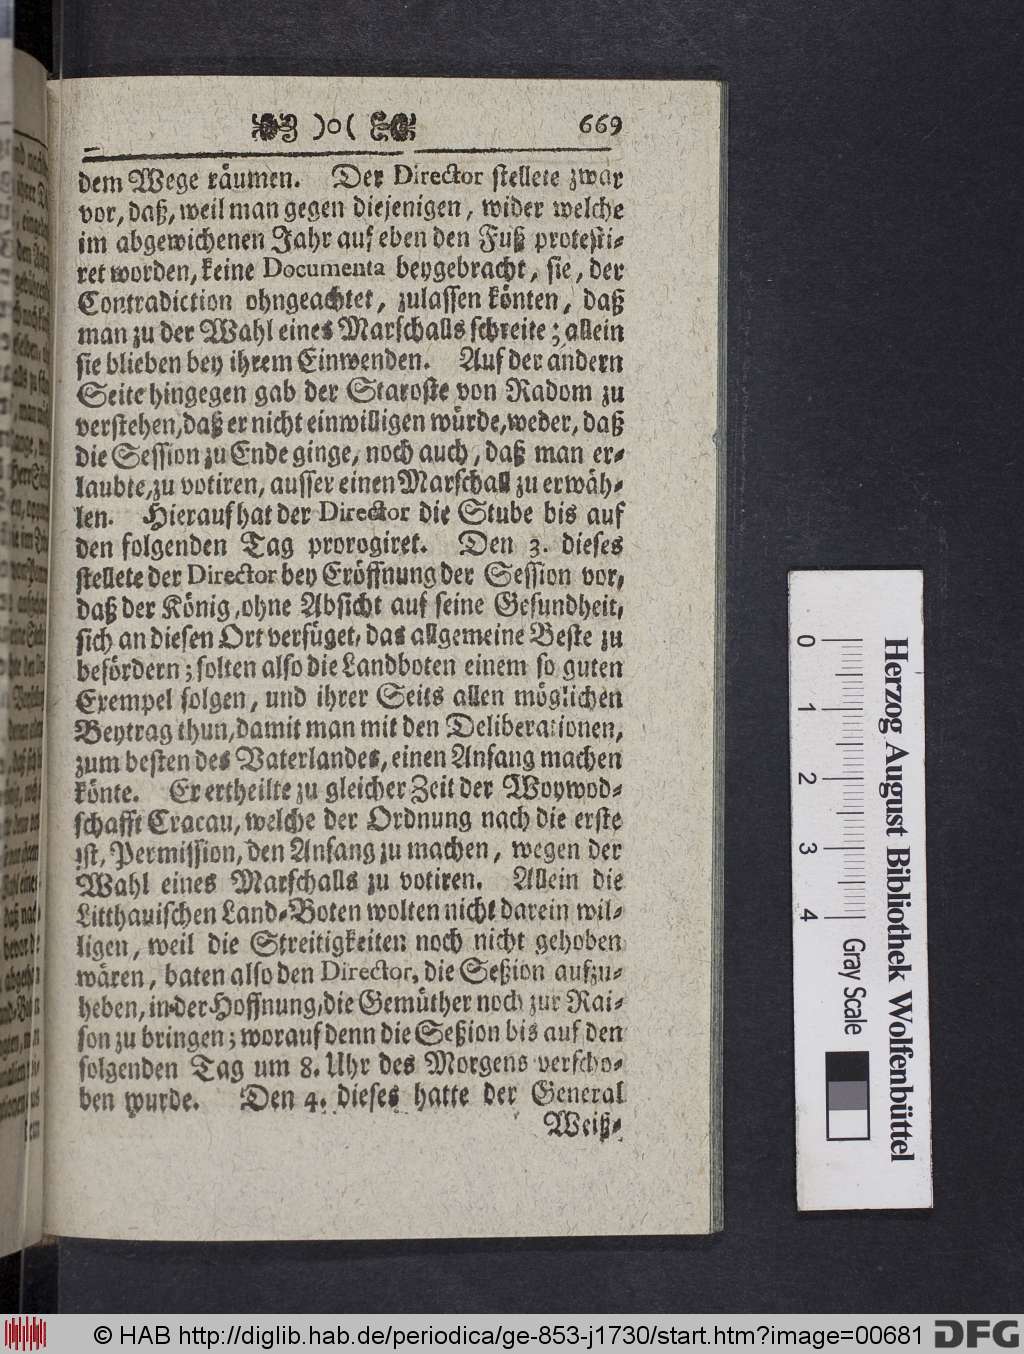 )o( 669
dem Wege räumen. Der Director stellete zwar
vor, daß, weil man gegen diejenigen, wider welche
im abgewichenen Jahr auf eben den Fuß protesti-
ret worden, keine Documenta beygebracht, sie, der
Contradiction ohngeachtet, zulassen könten, daß
man zu der Wahl eines Marschalls schreite; allein
sie blieben bey ihrem Einwenden. Auf der andern
Seite hingegen gab der Staroste von Radom zu
verstehen, daß er nicht einwilligen würde, weder, daß
die Session zu Ende ginge, noch auch, daß man er-
laubte, zu votiren, ausser einen Marschall zu erwäh-
len. Hierauf hat der Director die Stube bis auf
den folgenden Tag prorogiret. Den 3. dieses
stellete der Director bey Eröffnung der Session vor,
daß der König, ohne Absicht auf seine Gesundheit,
sich an diesen Ort verfüget, das allgemeine Beste zu
befördern; solten also die Landboten einem so guten
Exempel folgen, und ihrer Seits allen möglichen
Beytrag thun, damit man mit den Deliberationen,
zum besten des Vaterlandes, einen Anfang machen
könte. Er ertheilte zu gleicher Zeit der Woywod-
schafft Cracau, welche der Ordnung nach die erste
ist, Permission, den Anfang zu machen, wegen der
Wahl eines Marschalls zu votiren. Allein die
Litthauischen Land-Boten wolten nicht darein wil-
ligen, weil die Streitigkeiten noch nicht gehoben
wären, baten also den Director, die Seßion aufzu-
heben, in der Hoffnung, die Gemüther noch zur Rai-
son zu bringen; worauf denn die Seßion bis auf den
folgenden Tag um 8. Uhr des Morgens verscho-
ben wurde. Den 4. dieses hatte der General
Weiß-
Herzog August Bibliothek Wolfenbüttel
0 1 2 3 4 Gray Scale
© HAB http://diglib.hab.de/periodica/ge-853-j1730/start.htm?image=00681 DFG